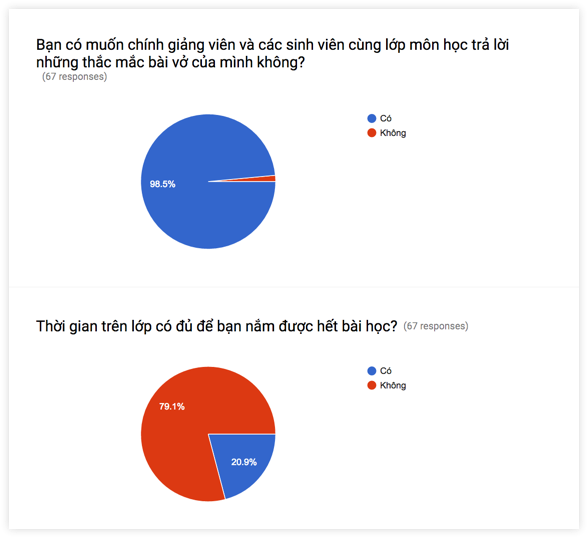 Bạn có muốn chính giảng viên và các sinh viên cùng lớp môn học trả lời
những thắc mắc bài vở của mình không?
(67 responses)
Có
Không
98.5%
Thời gian trên lớp có đủ để bạn nắm được hết bài học? (67 responses)
Có
Không
79.1%
20.9%